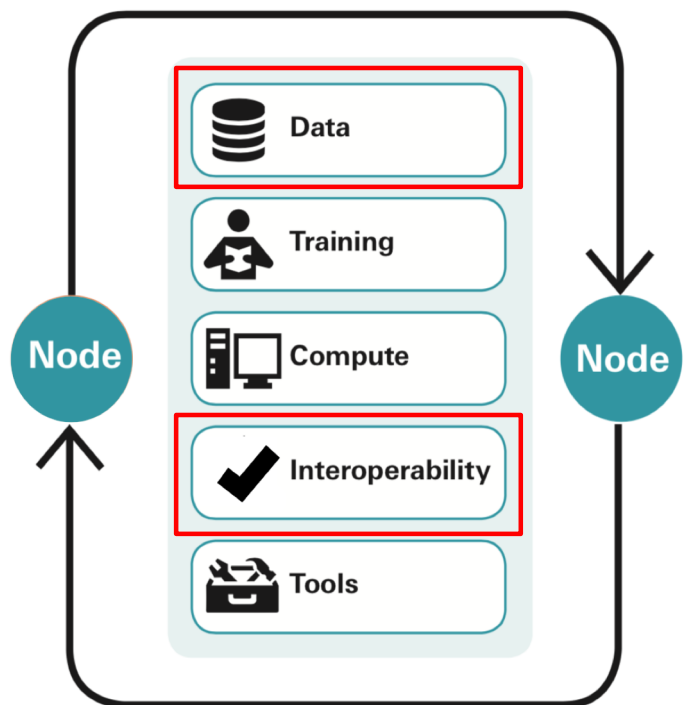 Data
Training
Node
Compute
Node
Interoperability
Tools